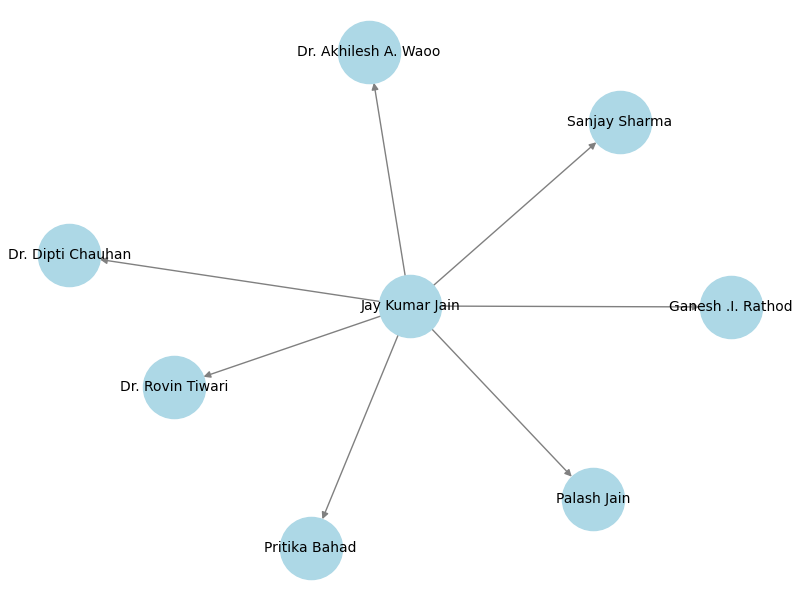 Dr. Akhilesh A. Waoo
Sanjay Sharma
Dr. Dipti Chauhan
Jay Kumar Jain
Ganesh .I. Rathod
Dr. Rovin Tiwari
Palash Jain
Pritika Bahad